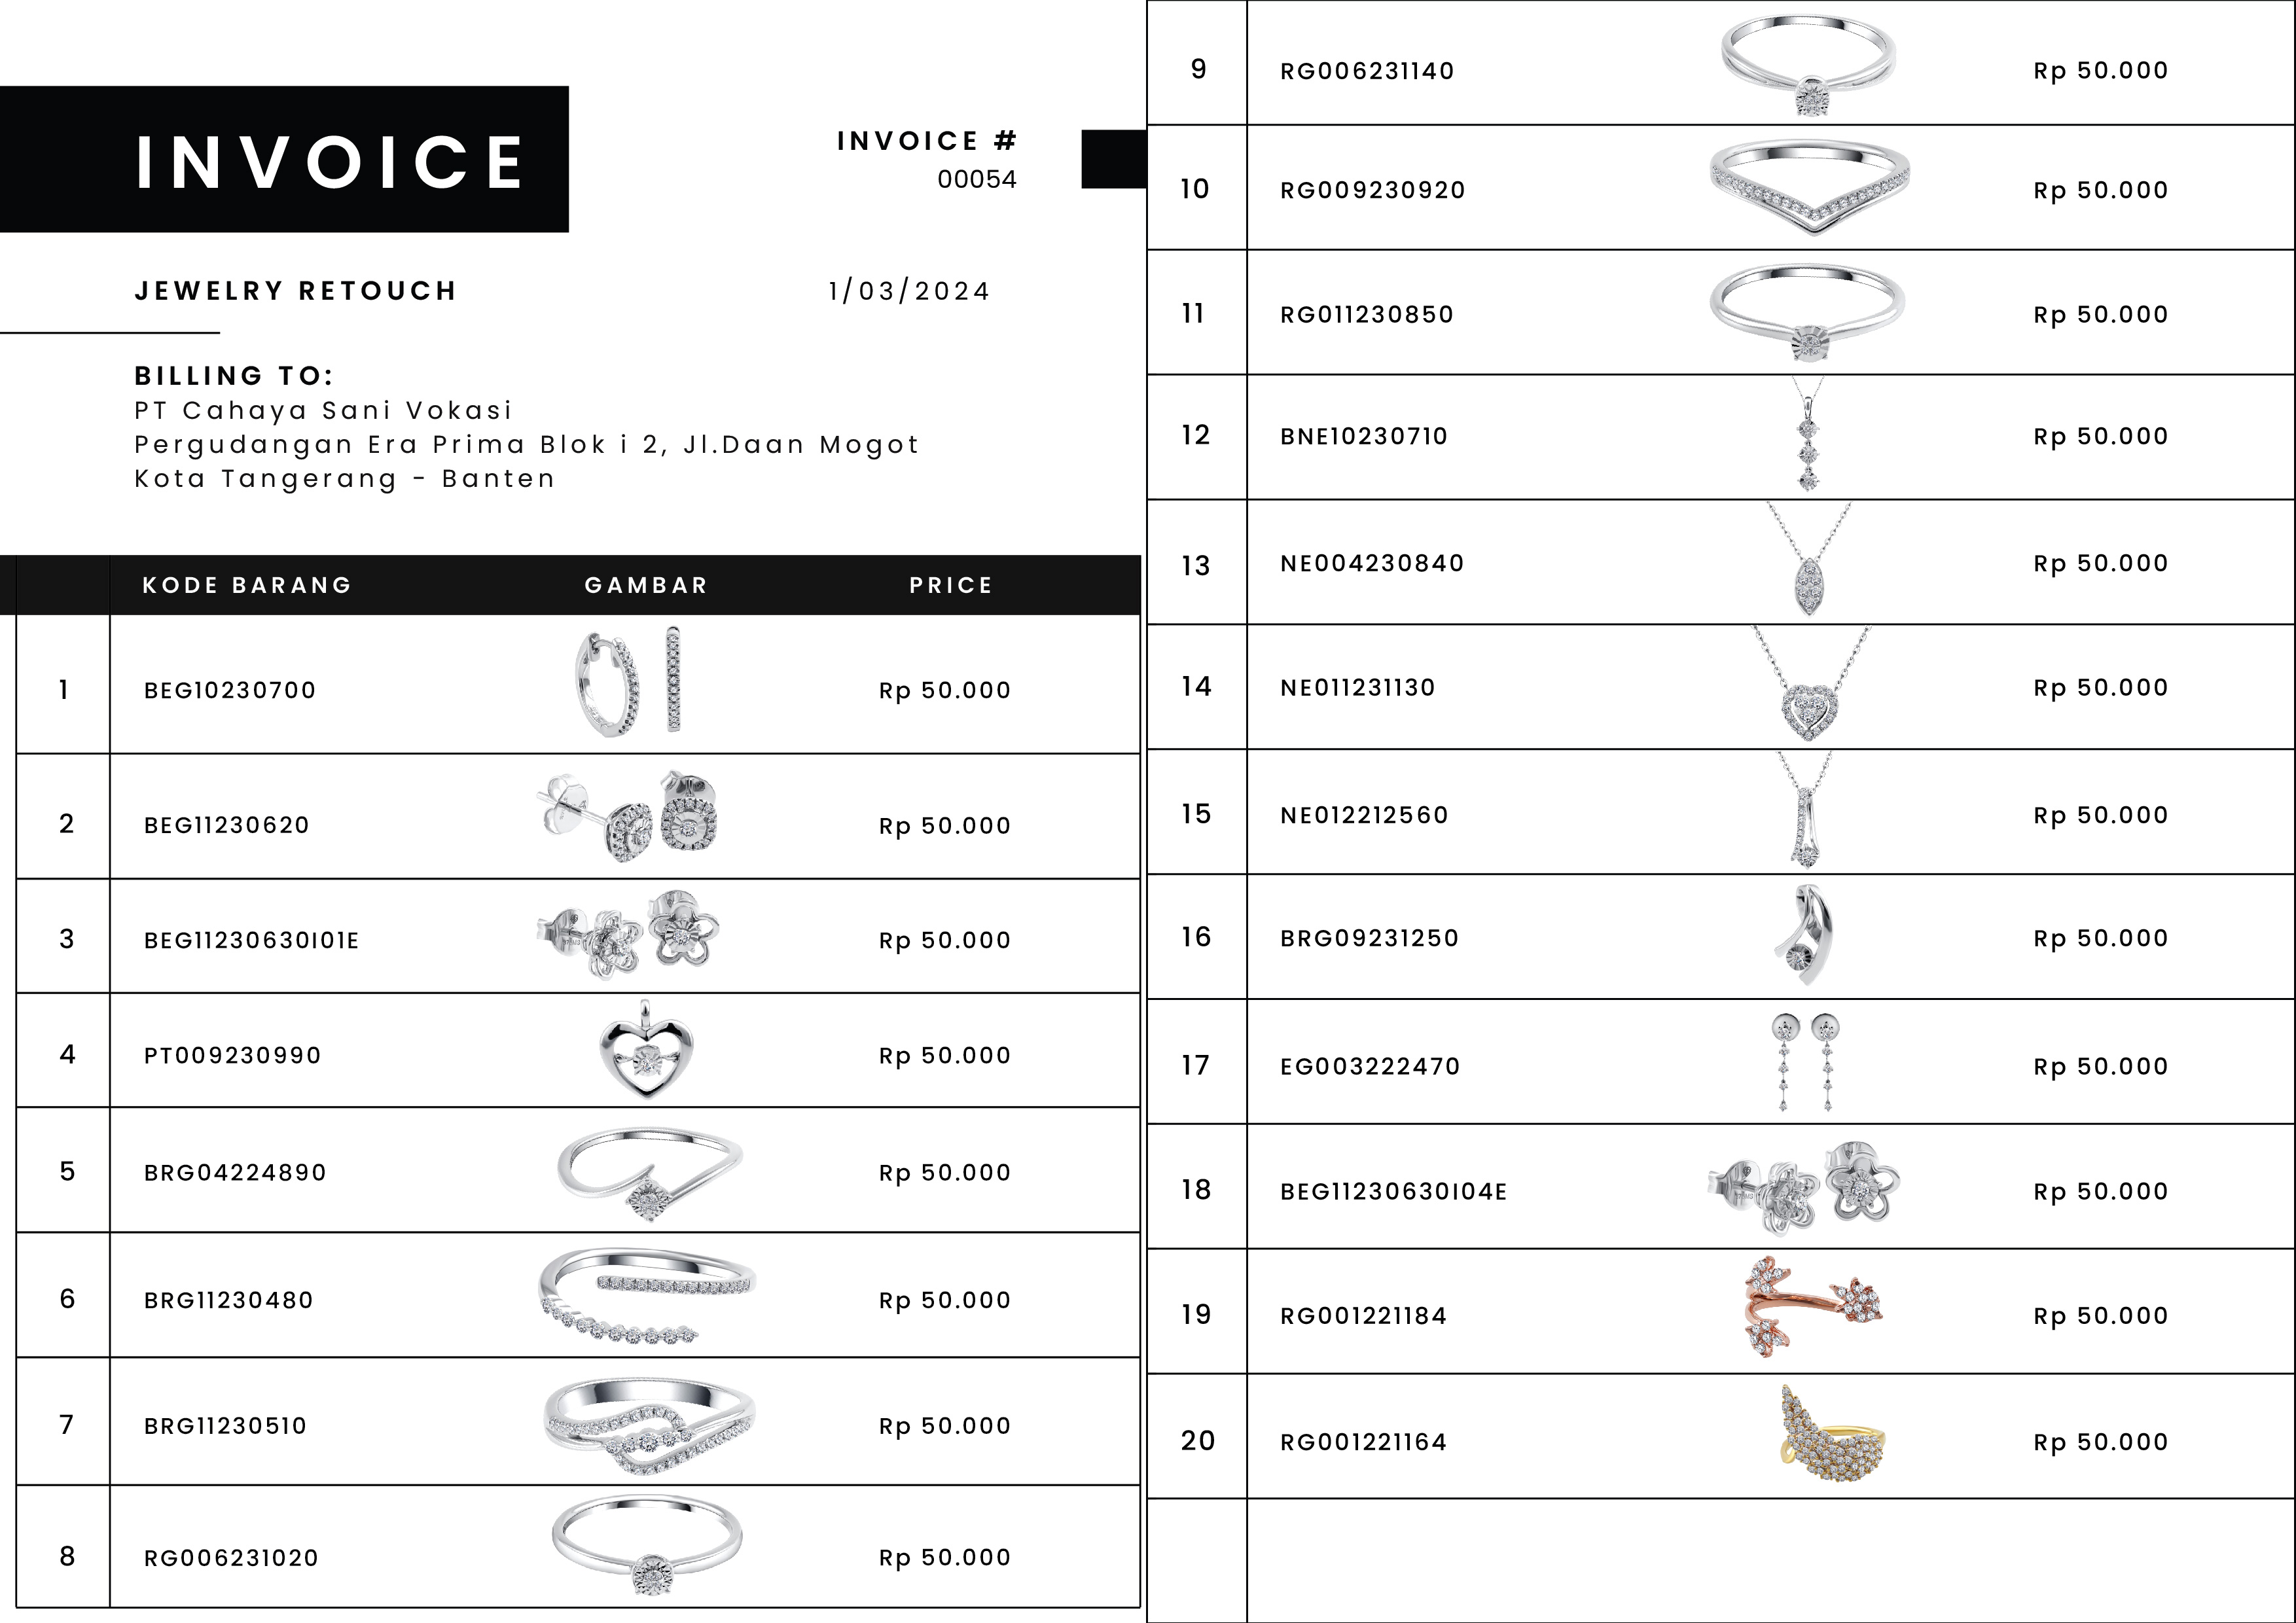 INVOICE
INVOICE #
00054
JEWELRY RETOUCH
1/03/2024
BILLING TO:
PT Cahaya Sani Vokasi
Pergudangan Era Prima Blok i 2, Jl.Daan Mogot
Kota Tangerang - Banten
KODE BARANG GAMBAR PRICE
1 BEG10230700 Rp 50.000
2 BEG11230620 Rp 50.000
3 BEG11230630I01E Rp 50.000
4 PT009230990 Rp 50.000
5 BRG04224890 Rp 50.000
6 BRG11230480 Rp 50.000
7 BRG11230510 Rp 50.000
8 RG006231020 Rp 50.000
9 RG006231140 Rp 50.000
10 RG009230920 Rp 50.000
11 RG011230850 Rp 50.000
12 BNE10230710 Rp 50.000
13 NE004230840 Rp 50.000
14 NE011231130 Rp 50.000
15 NE012212560 Rp 50.000
16 BRG09231250 Rp 50.000
17 EG003222470 Rp 50.000
18 BEG11230630I04E Rp 50.000
19 RG001221184 Rp 50.000
20 RG001221164 Rp 50.000